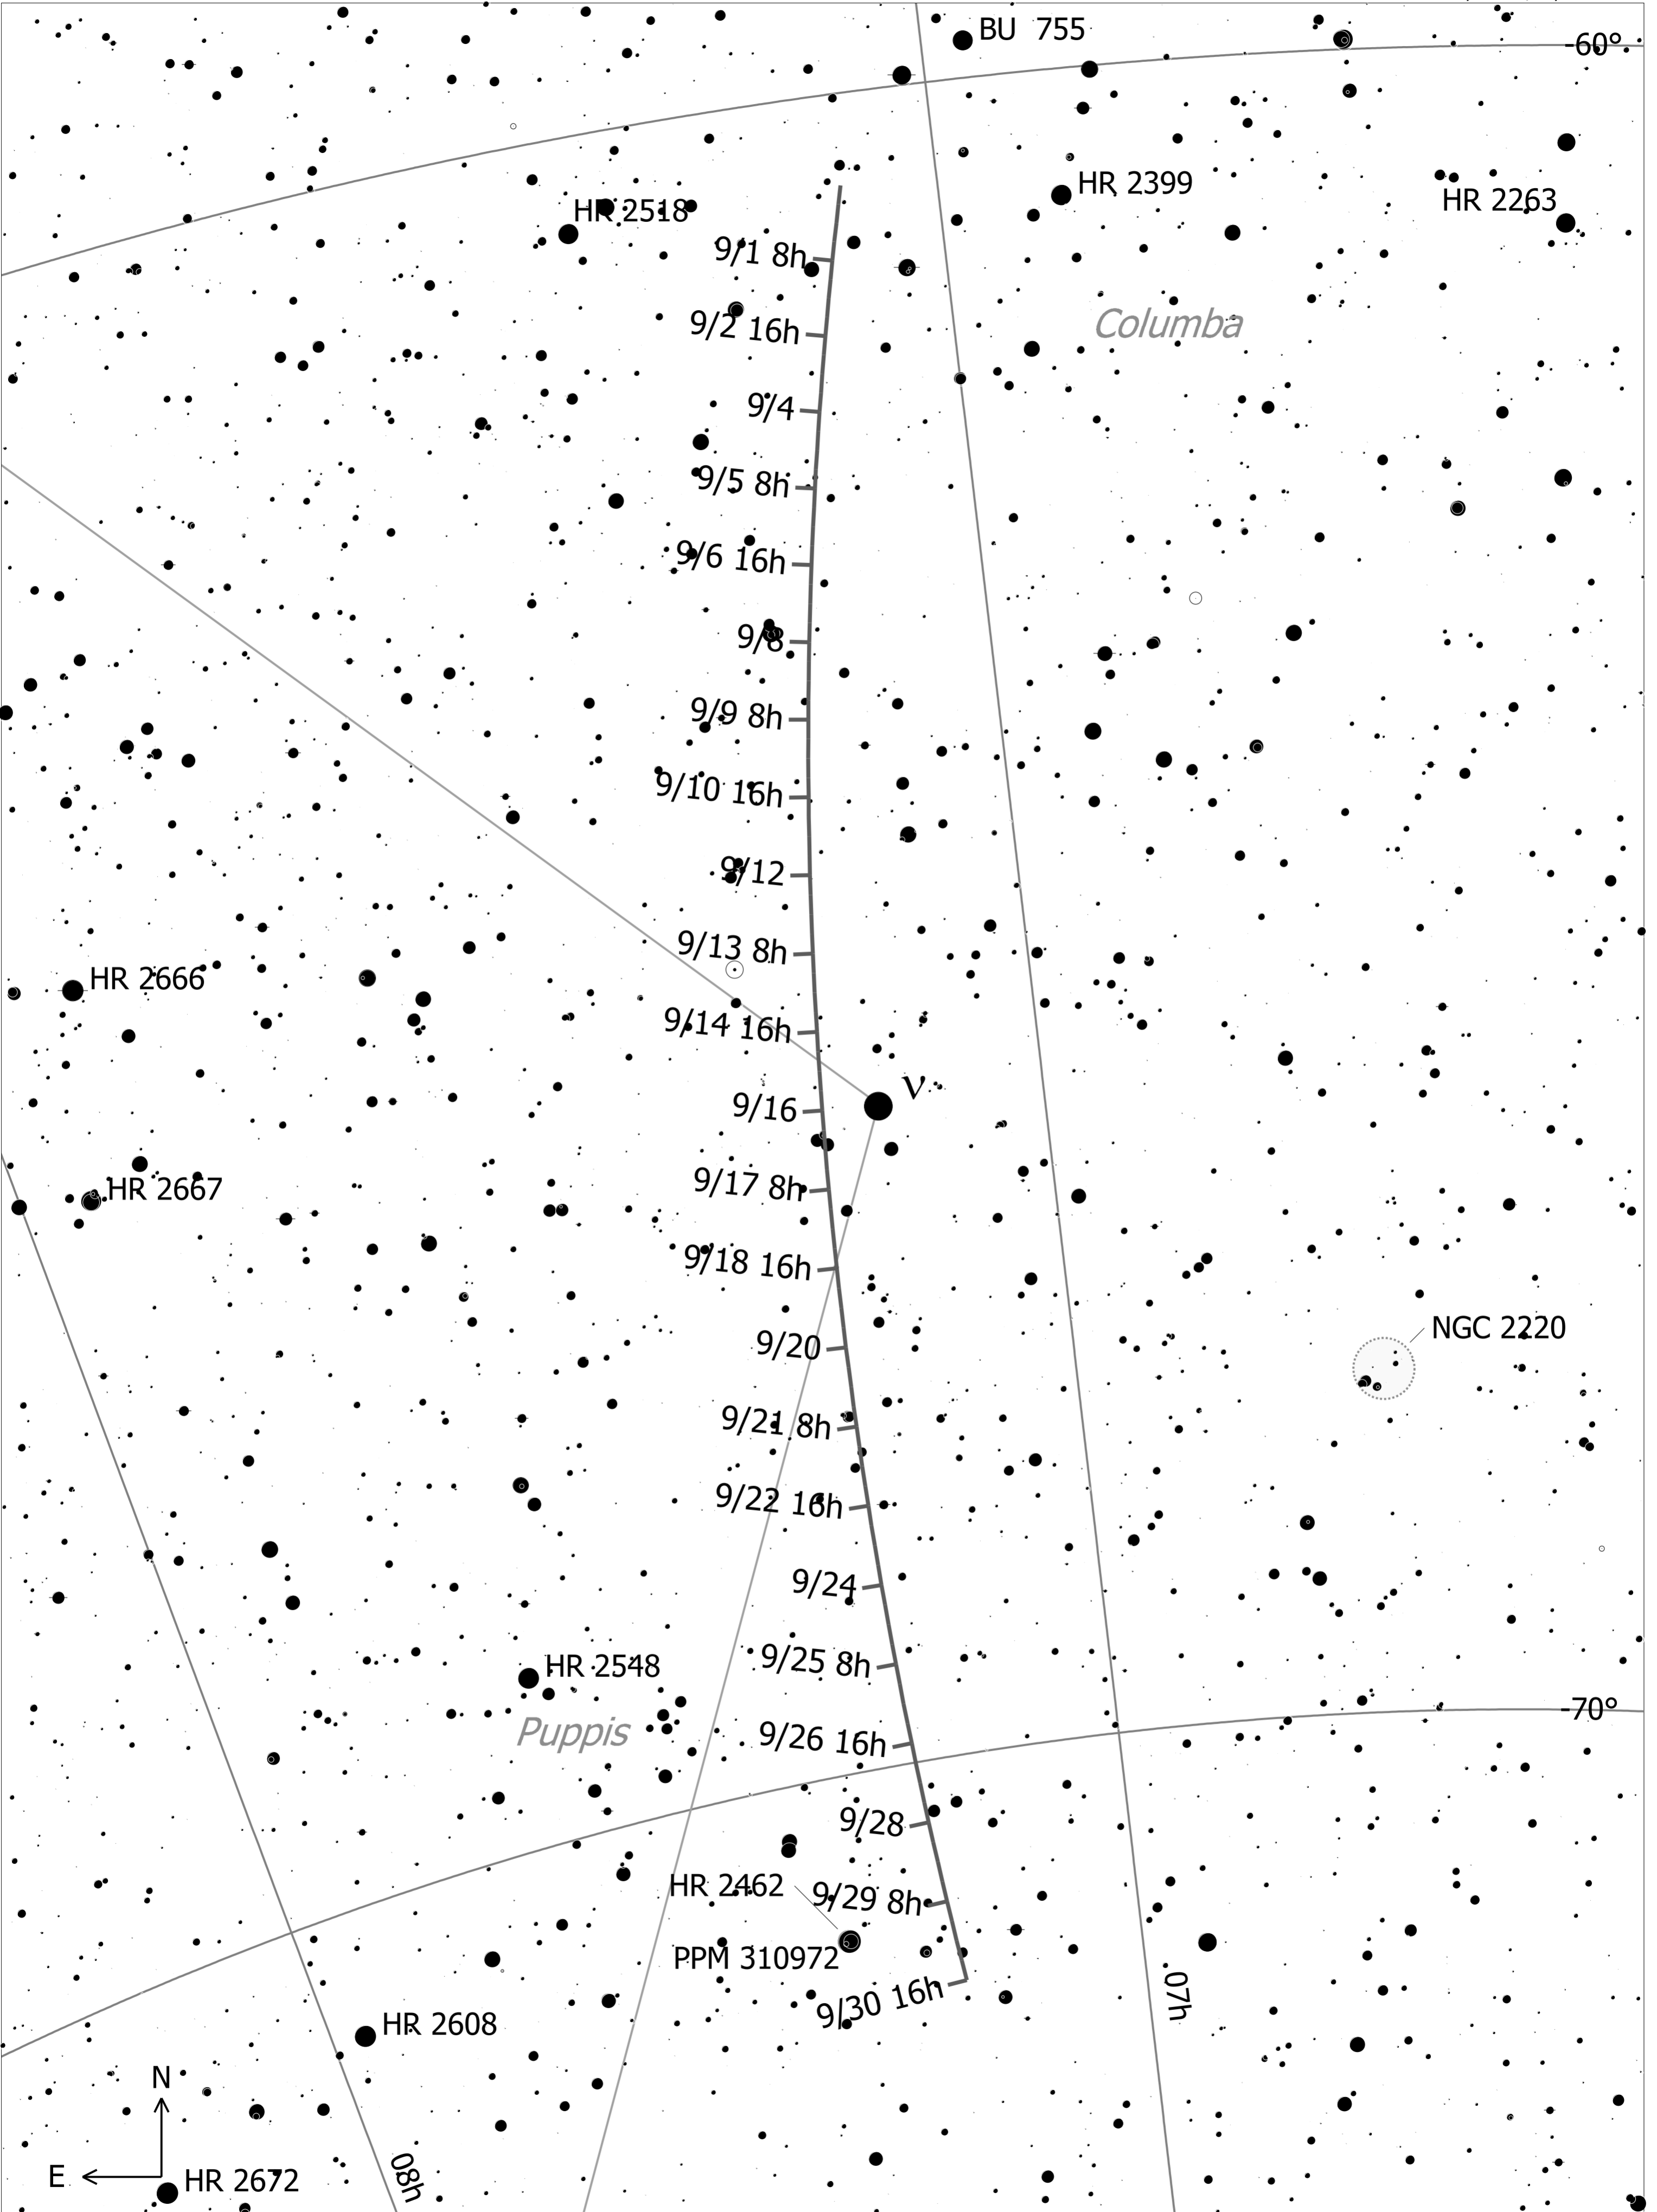 BU 755
-60°
HR 2399
HR 2263
HR 2518
9/1 8h
Columba
9/2 16h
9/4
9/5 8h
9/6 16h
9/8
9/9 8h
9/10 16h
9/12
9/13 8h
HR 2666
9/14 16h
ν
9/16
9/17 8h
HR 2667
9/18 16h
NGC 2220
9/20
9/21 8h
9/22 16h
9/24
9/25 8h
HR 2548
-70°
Puppis
9/26 16h
9/28
HR 2462
9/29 8h
PPM 310972
9/30 16h
07h
HR 2608
N
E
08h
HR 2672